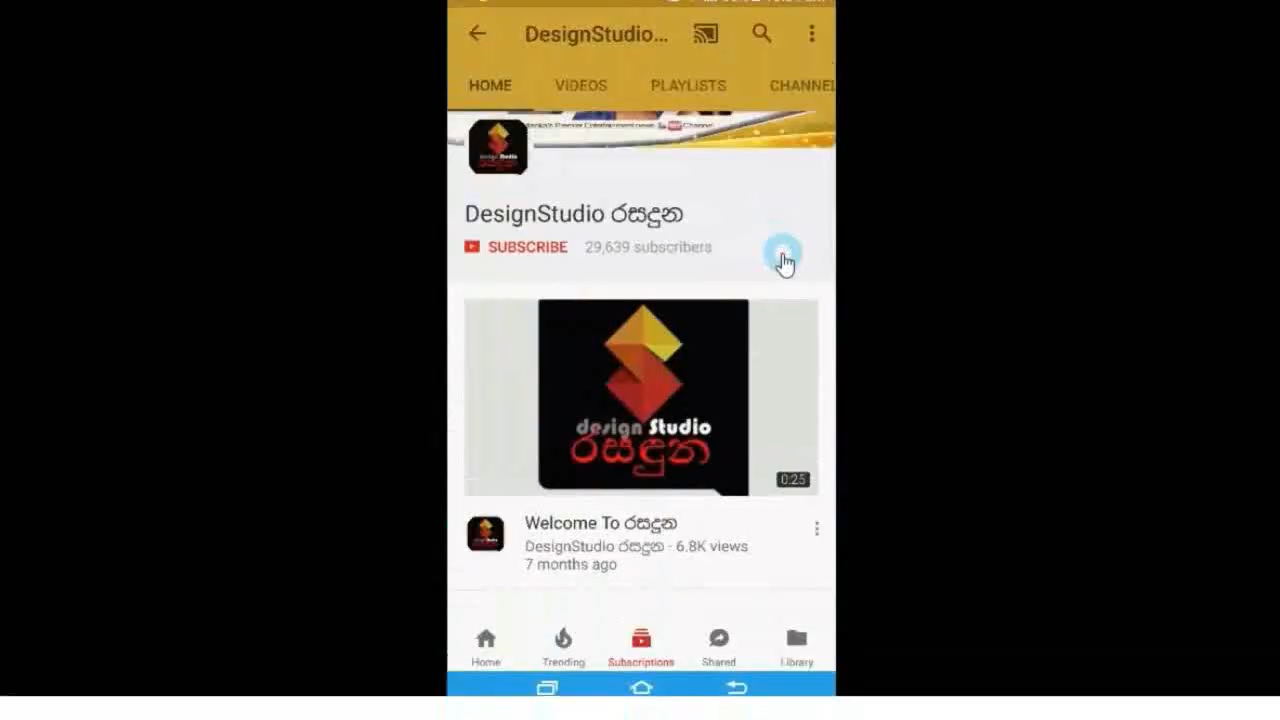 DesignStudio...
HOME VIDEOS PLAYLISTS CHANNEL
DesignStudio රසදුන
SUBSCRIBE 29,639 subscribers
design Studio
රසඳුන
0:25
Welcome To රසදුන
DesignStudio රසදුන · 6.8K views
7 months ago
Home Trending Subscriptions Shared Library